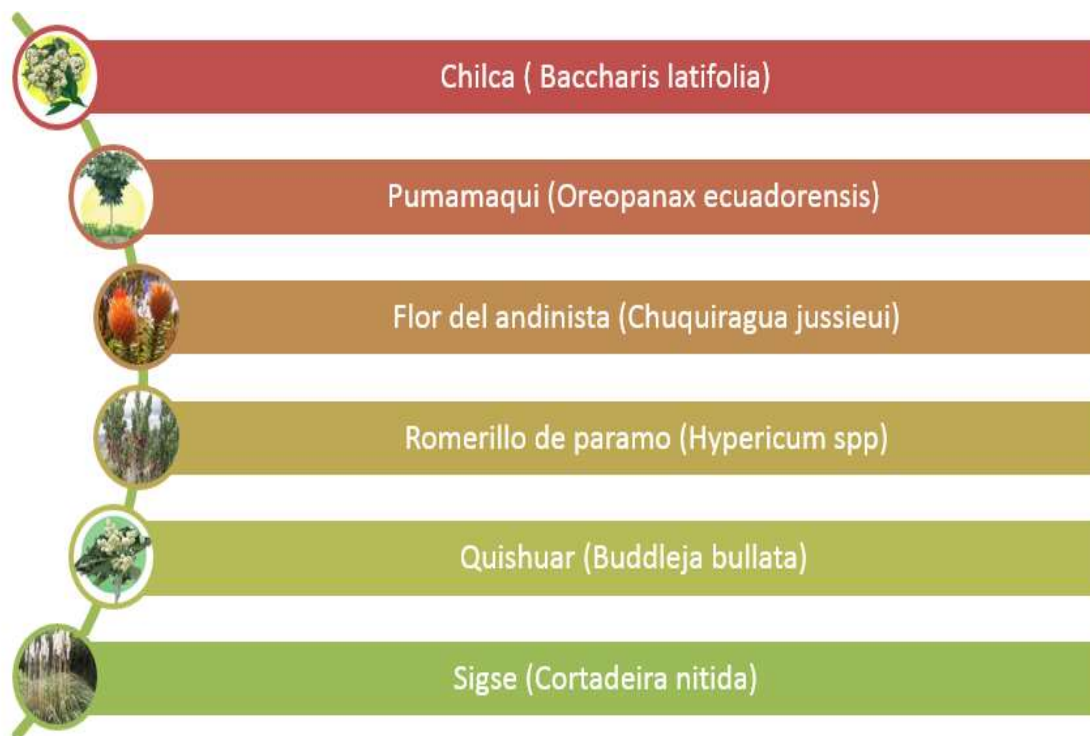 Chilca ( Baccharis latifolia)
Pumamaqui (Oreopanax ecuadorensis)
Flor del andinista (Chuquiragua jussieui)
Romerillo de paramo (Hypericum spp)
Quishuar (Buddleja bullata)
Sigse (Cortadeira nitida)